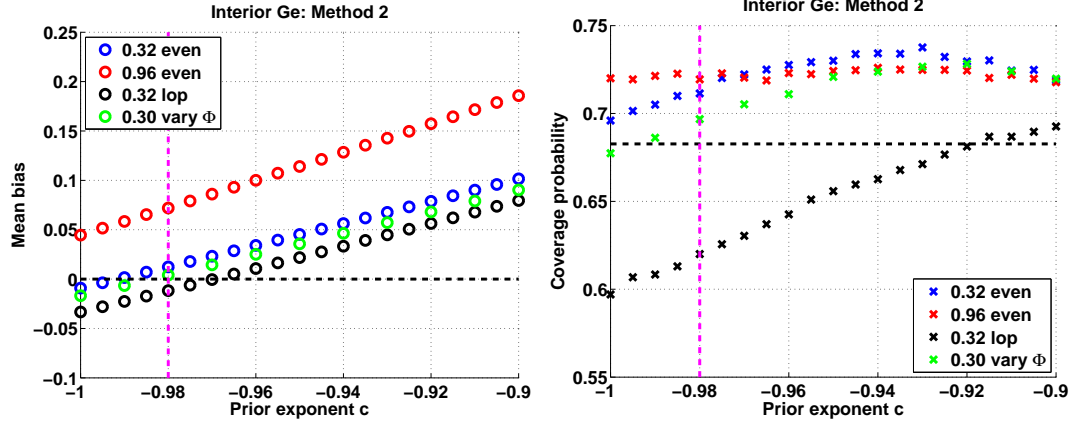 Interior Ge: Method 2
0.25
0.2
0.15
0.1
0.05
0
−0.05
−0.1
Mean bias
0.32 even
0.96 even
0.32 lop
0.30 vary Φ
−1 −0.98 −0.96 −0.94 −0.92 −0.9
Prior exponent c
Interior Ge: Method 2
0.75
0.7
0.65
0.6
0.55
Coverage probability
0.32 even
0.96 even
0.32 lop
0.30 vary Φ
−1 −0.98 −0.96 −0.94 −0.92 −0.9
Prior exponent c